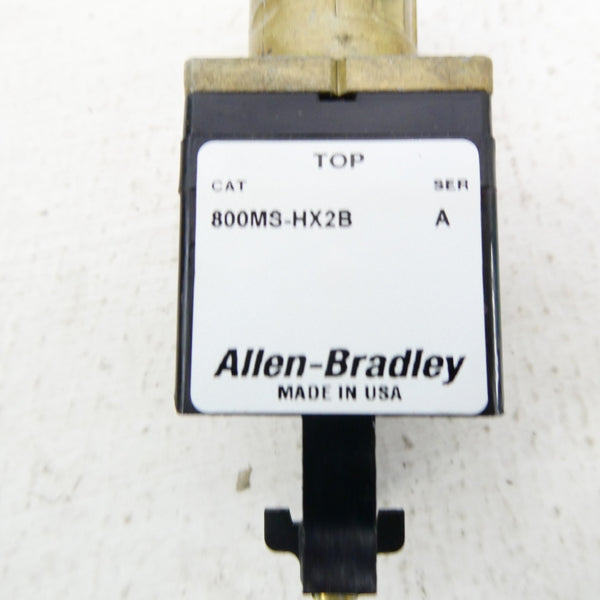 TOP
CAT SER
800MS-HX2B A
Allen-Bradley
MADE IN USA